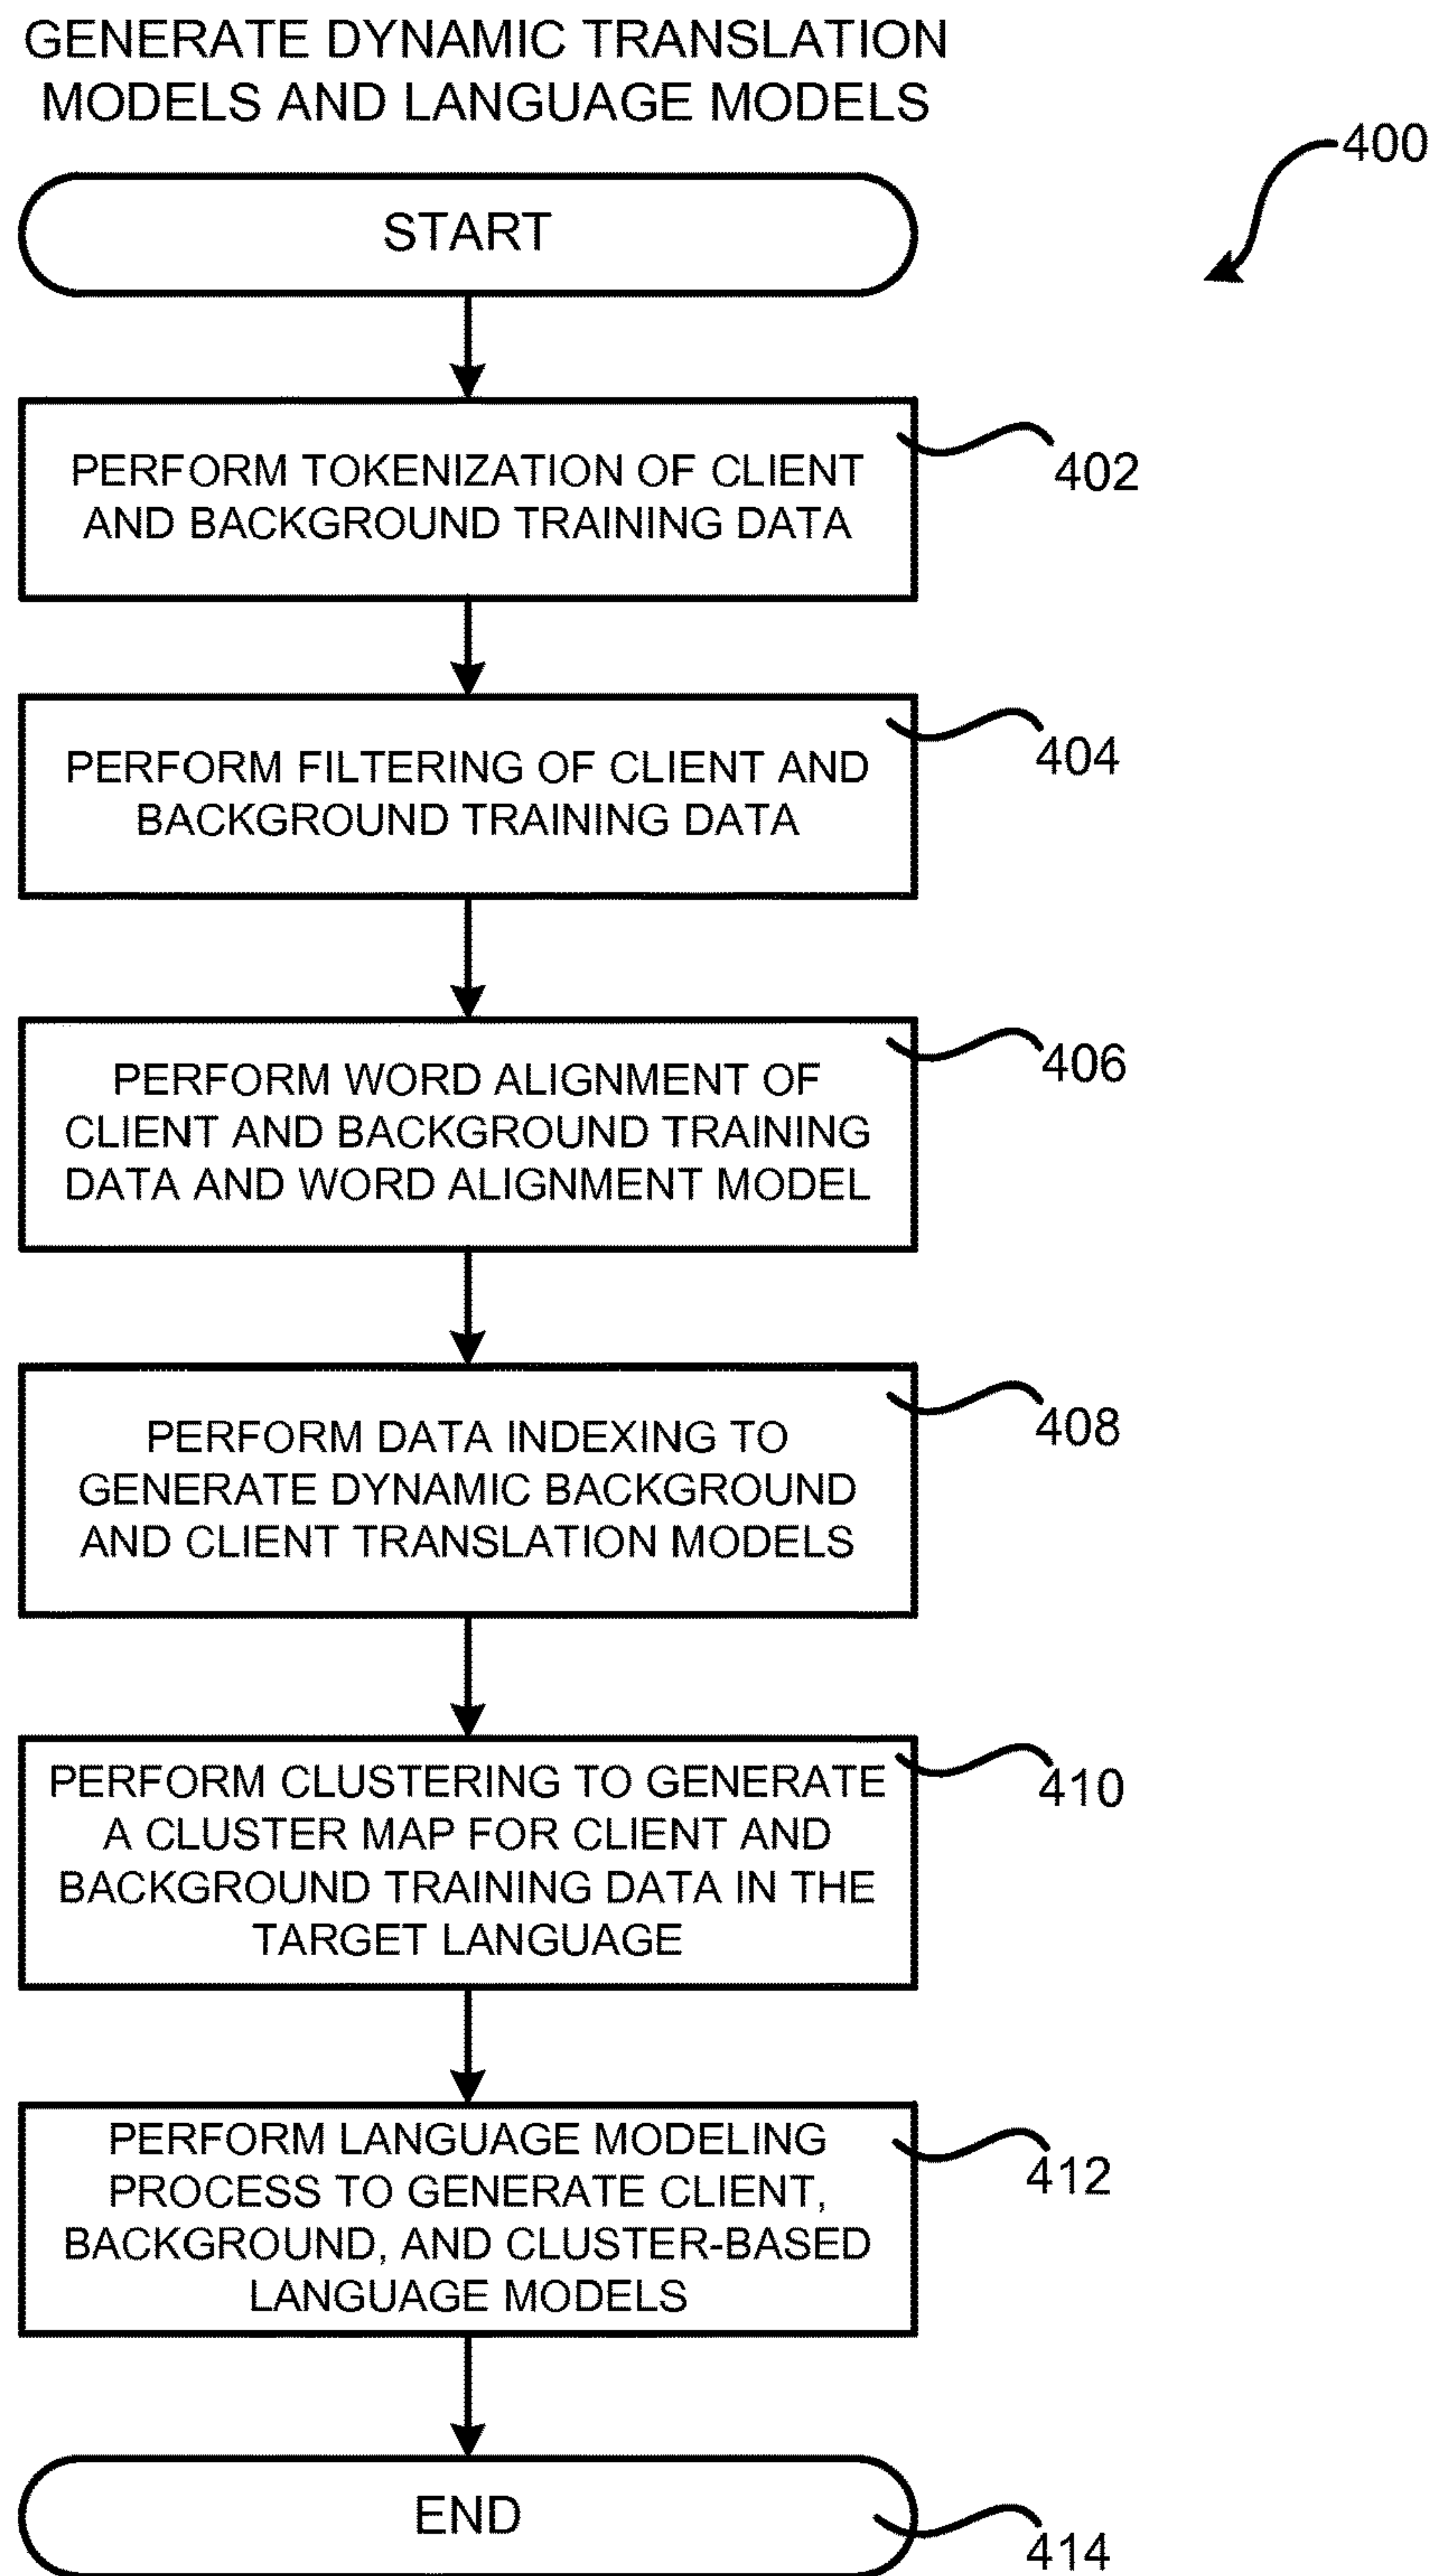 GENERATE DYNAMIC TRANSLATION
MODELS AND LANGUAGE MODELS
400
START
PERFORM TOKENIZATION OF CLIENT
AND BACKGROUND TRAINING DATA
402
PERFORM FILTERING OF CLIENT AND
BACKGROUND TRAINING DATA
404
PERFORM WORD ALIGNMENT OF
CLIENT AND BACKGROUND TRAINING
DATA AND WORD ALIGNMENT MODEL
406
PERFORM DATA INDEXING TO
GENERATE DYNAMIC BACKGROUND
AND CLIENT TRANSLATION MODELS
408
PERFORM CLUSTERING TO GENERATE
A CLUSTER MAP FOR CLIENT AND
BACKGROUND TRAINING DATA IN THE
TARGET LANGUAGE
410
PERFORM LANGUAGE MODELING
PROCESS TO GENERATE CLIENT,
BACKGROUND, AND CLUSTER-BASED
LANGUAGE MODELS
412
END
414